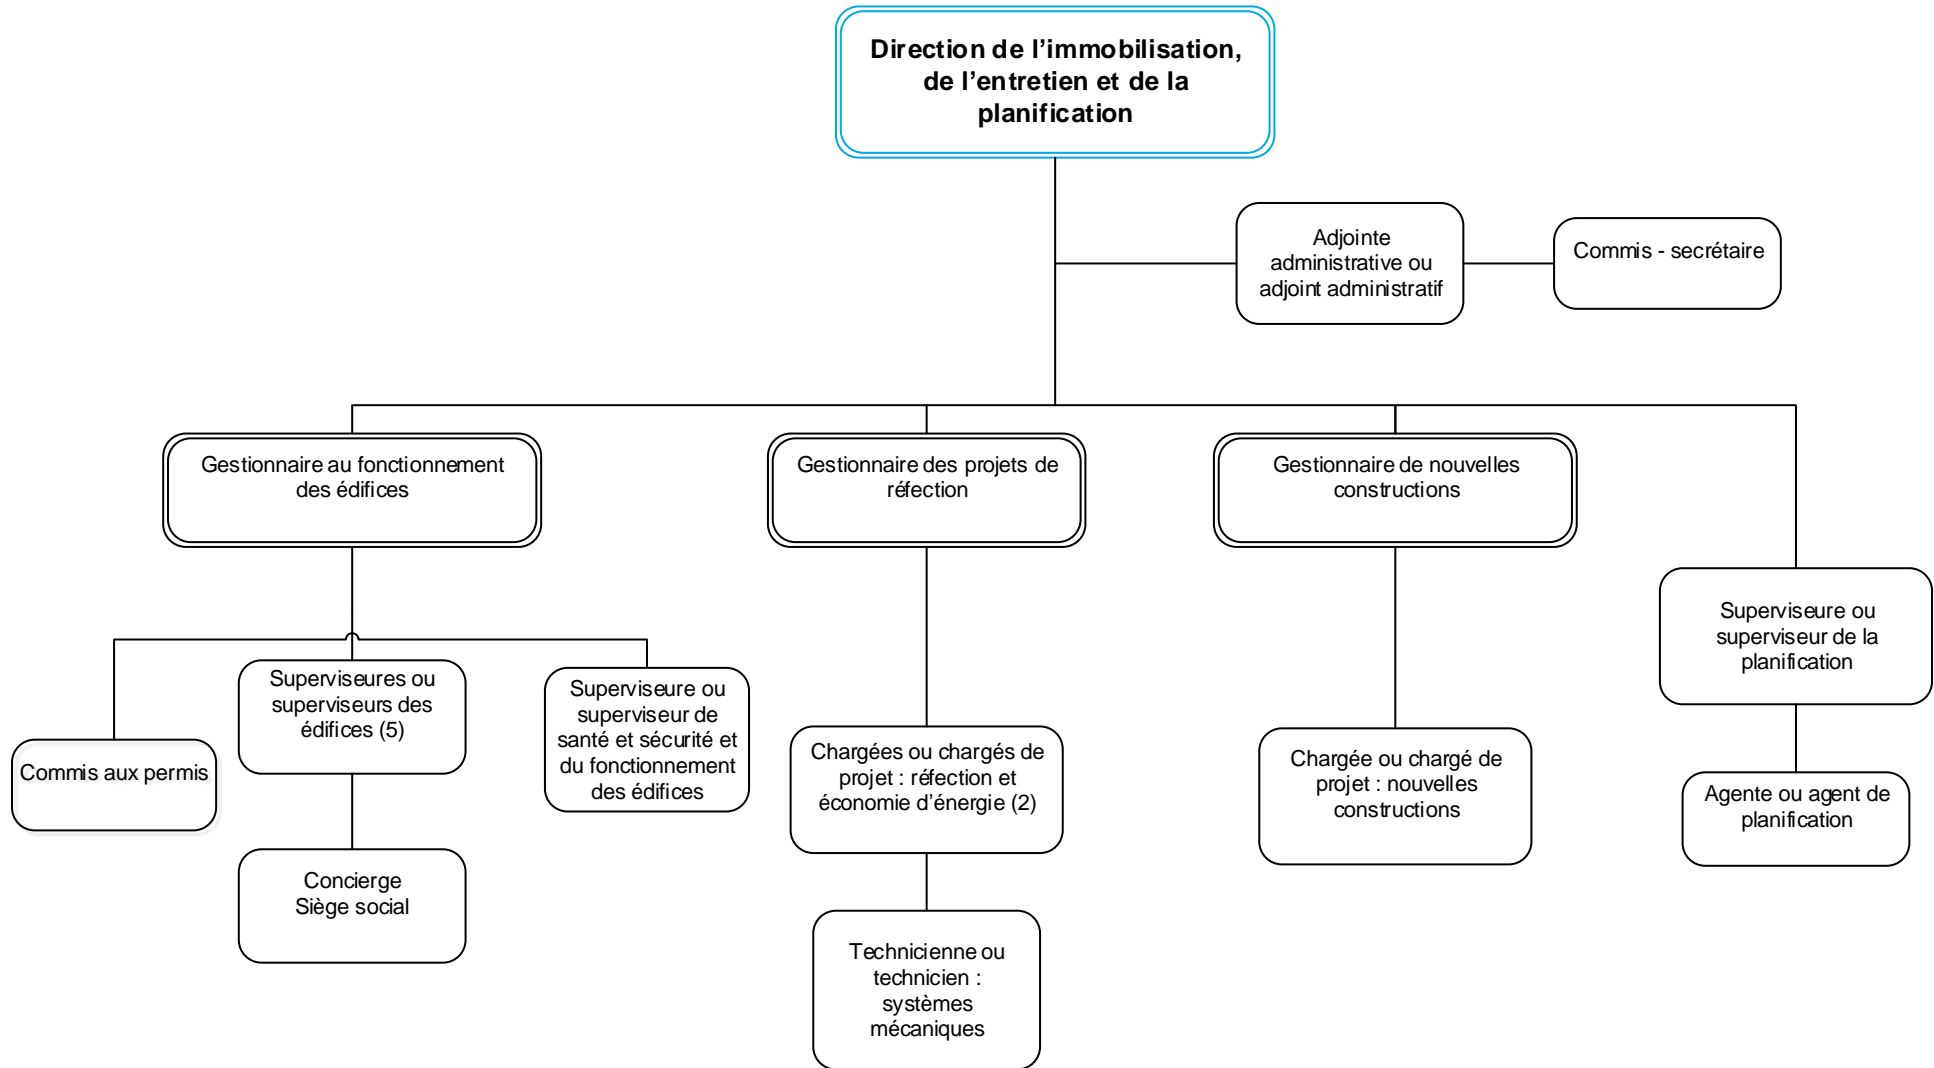 Direction de l'immobilisation,
de l'entretien et de la
planification
Adjointe
administrative ou
adjoint administratif
Commis - secrétaire
Gestionnaire au fonctionnement
des édifices
Gestionnaire des projets de
réfection
Gestionnaire de nouvelles
constructions
Superviseure ou
superviseur de la
planification
Commis aux permis
Superviseures ou
superviseurs des
édifices (5)
Superviseure ou
superviseur de
santé et sécurité et
du fonctionnement
des édifices
Chargées ou chargés de
projet : réfection et
économie d'énergie (2)
Chargée ou chargé de
projet : nouvelles
constructions
Agente ou agent de
planification
Concierge
Siège social
Technicienne ou
technicien :
systèmes
mécaniques